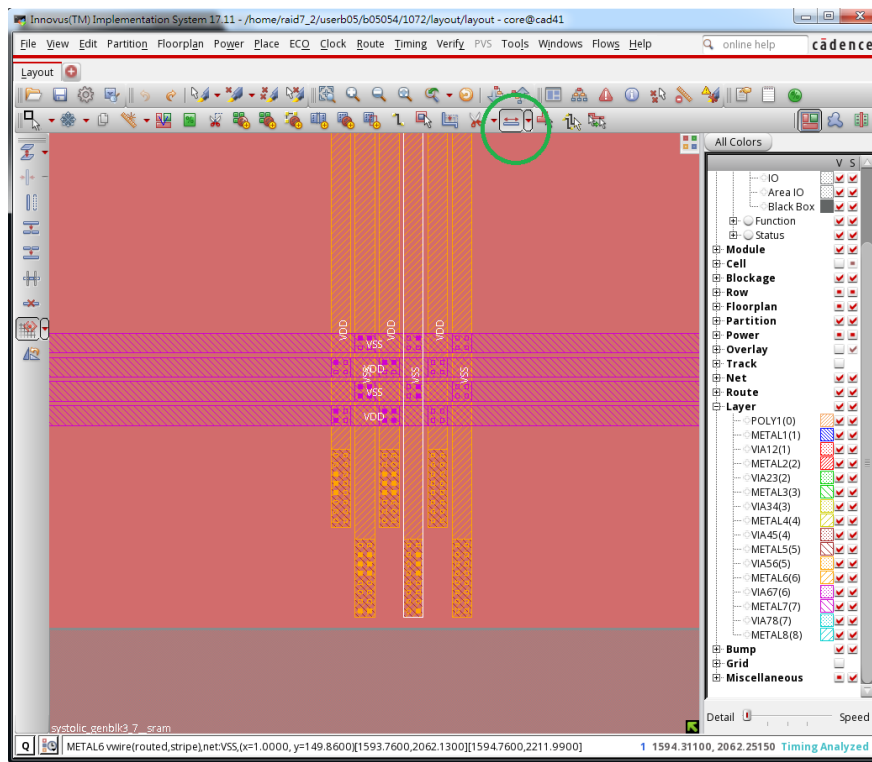 Innovus(TM) Implementation System 17.11 - /home/raid7_2/userb05/b05054/1072/layout/layout - core@cad41
File View Edit Partition Floorplan Power Place ECO Clock Route Timing Verify PVS Tools Windows Flows Help online help cādence
Layout
All Colors
V S
IO
Area IO
Black Box
Function
Status
Module
Cell
Blockage
Row
Floorplan
Partition
Power
Overlay
Track
Net
Route
Layer
POLY1(0)
METAL1(1)
VIA12(1)
METAL2(2)
VIA23(2)
METAL3(3)
VIA34(3)
METAL4(4)
VIA45(4)
METAL5(5)
VIA56(5)
METAL6(6)
VIA67(6)
METAL7(7)
VIA78(7)
METAL8(8)
Bump
Grid
Miscellaneous
VDD VDD VDD
VSS
VDD
VSS VSS VSS
VSS
VDD
systolic_genblk3_7__sram
Detail Speed
Q METAL6 vwire(routed,stripe),net:VSS,(x=1.0000, y=149.8600)[1593.7600,2062.1300][1594.7600,2211.9900] 1 1594.31100, 2062.25150 Timing Analyzed